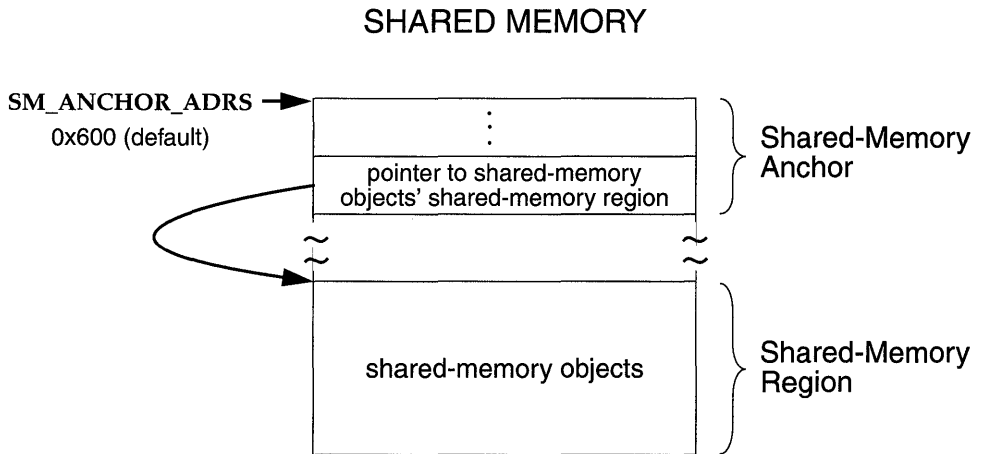 SHARED MEMORY
SM_ANCHOR_ADRS
0x600 (default)
⋮
pointer to shared-memory
objects' shared-memory region
Shared-Memory
Anchor
shared-memory objects
Shared-Memory
Region